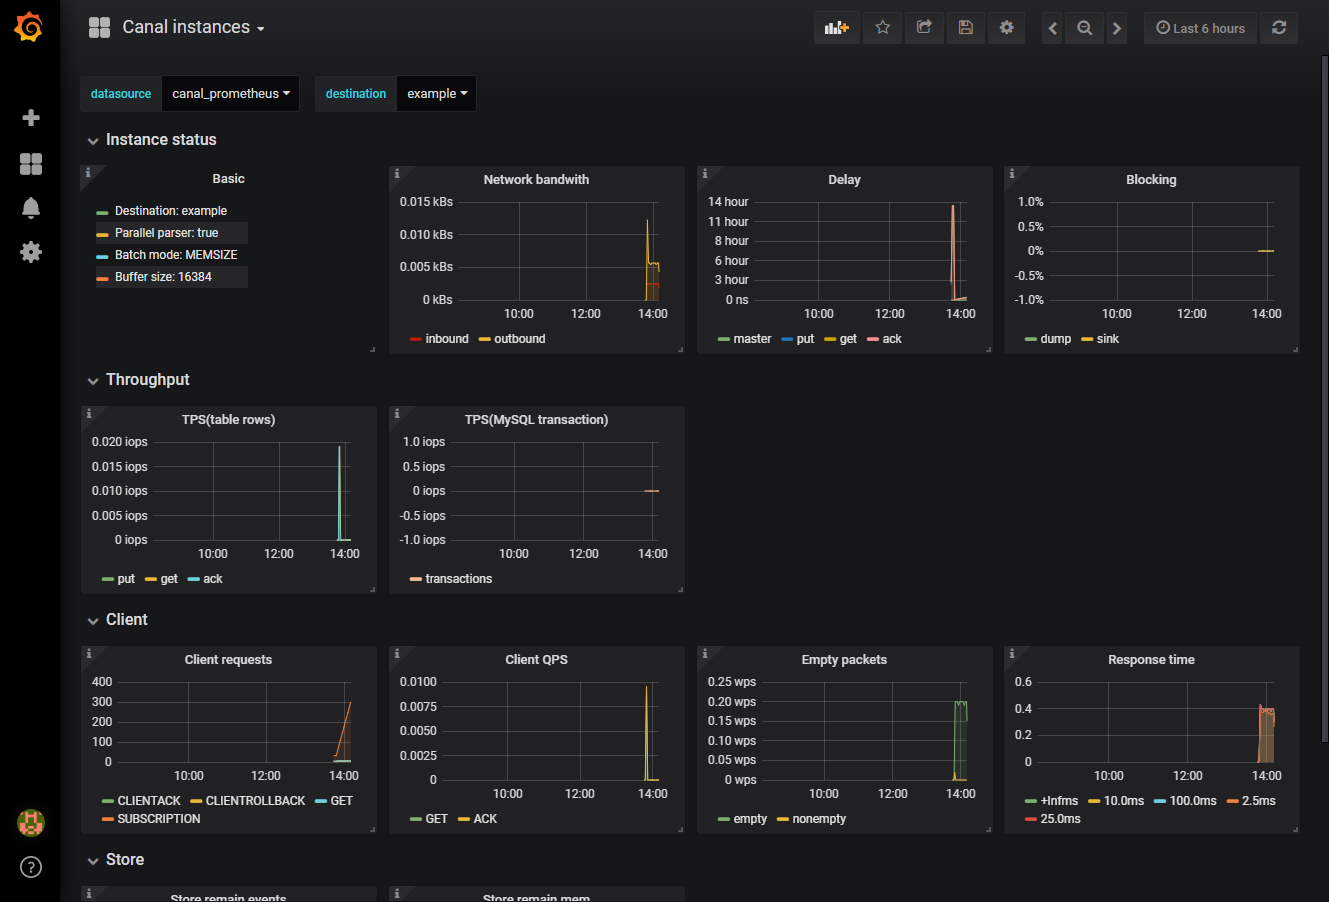 Canal instances
Last 6 hours
datasource canal_prometheus destination example
Instance status
Basic
Destination: example
Parallel parser: true
Batch mode: MEMSIZE
Buffer size: 16384
Network bandwith
0.015 kBs
0.010 kBs
0.005 kBs
0 kBs
10:00 12:00 14:00
inbound outbound
Delay
14 hour
11 hour
8 hour
6 hour
3 hour
0 ns
10:00 12:00 14:00
master put get ack
Blocking
1.0%
0.5%
0%
-0.5%
-1.0%
10:00 12:00 14:00
dump sink
Throughput
TPS(table rows)
0.020 iops
0.015 iops
0.010 iops
0.005 iops
0 iops
10:00 12:00 14:00
put get ack
TPS(MySQL transaction)
1.0 iops
0.5 iops
0 iops
-0.5 iops
-1.0 iops
10:00 12:00 14:00
transactions
Client
Client requests
400
300
200
100
0
10:00 12:00 14:00
CLIENTACK CLIENTROLLBACK GET
SUBSCRIPTION
Client QPS
0.0100
0.0075
0.0050
0.0025
0
10:00 12:00 14:00
GET ACK
Empty packets
0.25 wps
0.20 wps
0.15 wps
0.10 wps
0.05 wps
0 wps
10:00 12:00 14:00
empty nonempty
Response time
0.6
0.4
0.2
0
10:00 12:00 14:00
+Infms 10.0ms 100.0ms 2.5ms
25.0ms
Store
Store remain events
Store remain mem